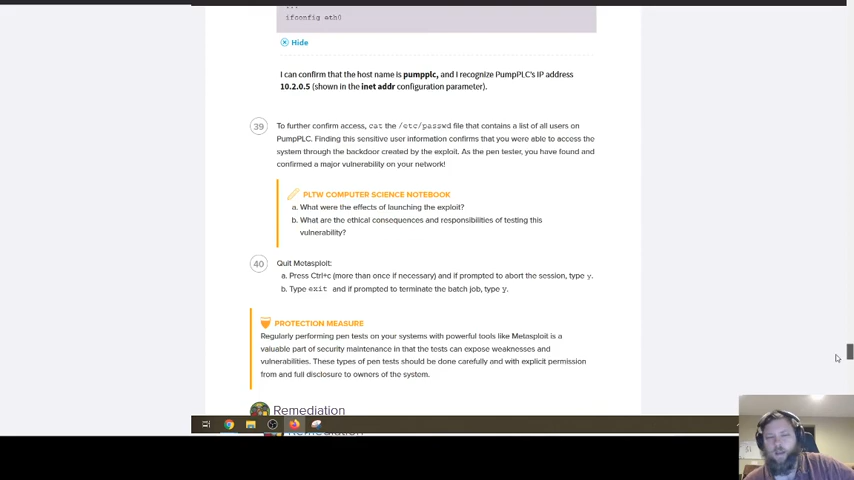 ifconfig eth0
Hide
I can confirm that the host name is pumpplc, and I recognize PumpPLC's IP address
10.2.0.5 (shown in the inet addr configuration parameter).
39
To further confirm access, cat the /etc/passwd file that contains a list of all users on
PumpPLC. Finding this sensitive user information confirms that you were able to access the
system through the backdoor created by the exploit. As the pen tester, you have found and
confirmed a major vulnerability on your network!
PLTW COMPUTER SCIENCE NOTEBOOK
a. What were the effects of launching the exploit?
b. What are the ethical consequences and responsibilities of testing this
vulnerability?
40
Quit Metasploit:
a. Press Ctrl+c (more than once if necessary) and if prompted to abort the session, type y.
b. Type exit and if prompted to terminate the batch job, type y.
PROTECTION MEASURE
Regularly performing pen tests on your systems with powerful tools like Metasploit is a
valuable part of security maintenance in that the tests can expose weaknesses and
vulnerabilities. These types of pen tests should be done carefully and with explicit permission
from and full disclosure to owners of the system.
Remediation
Remediation